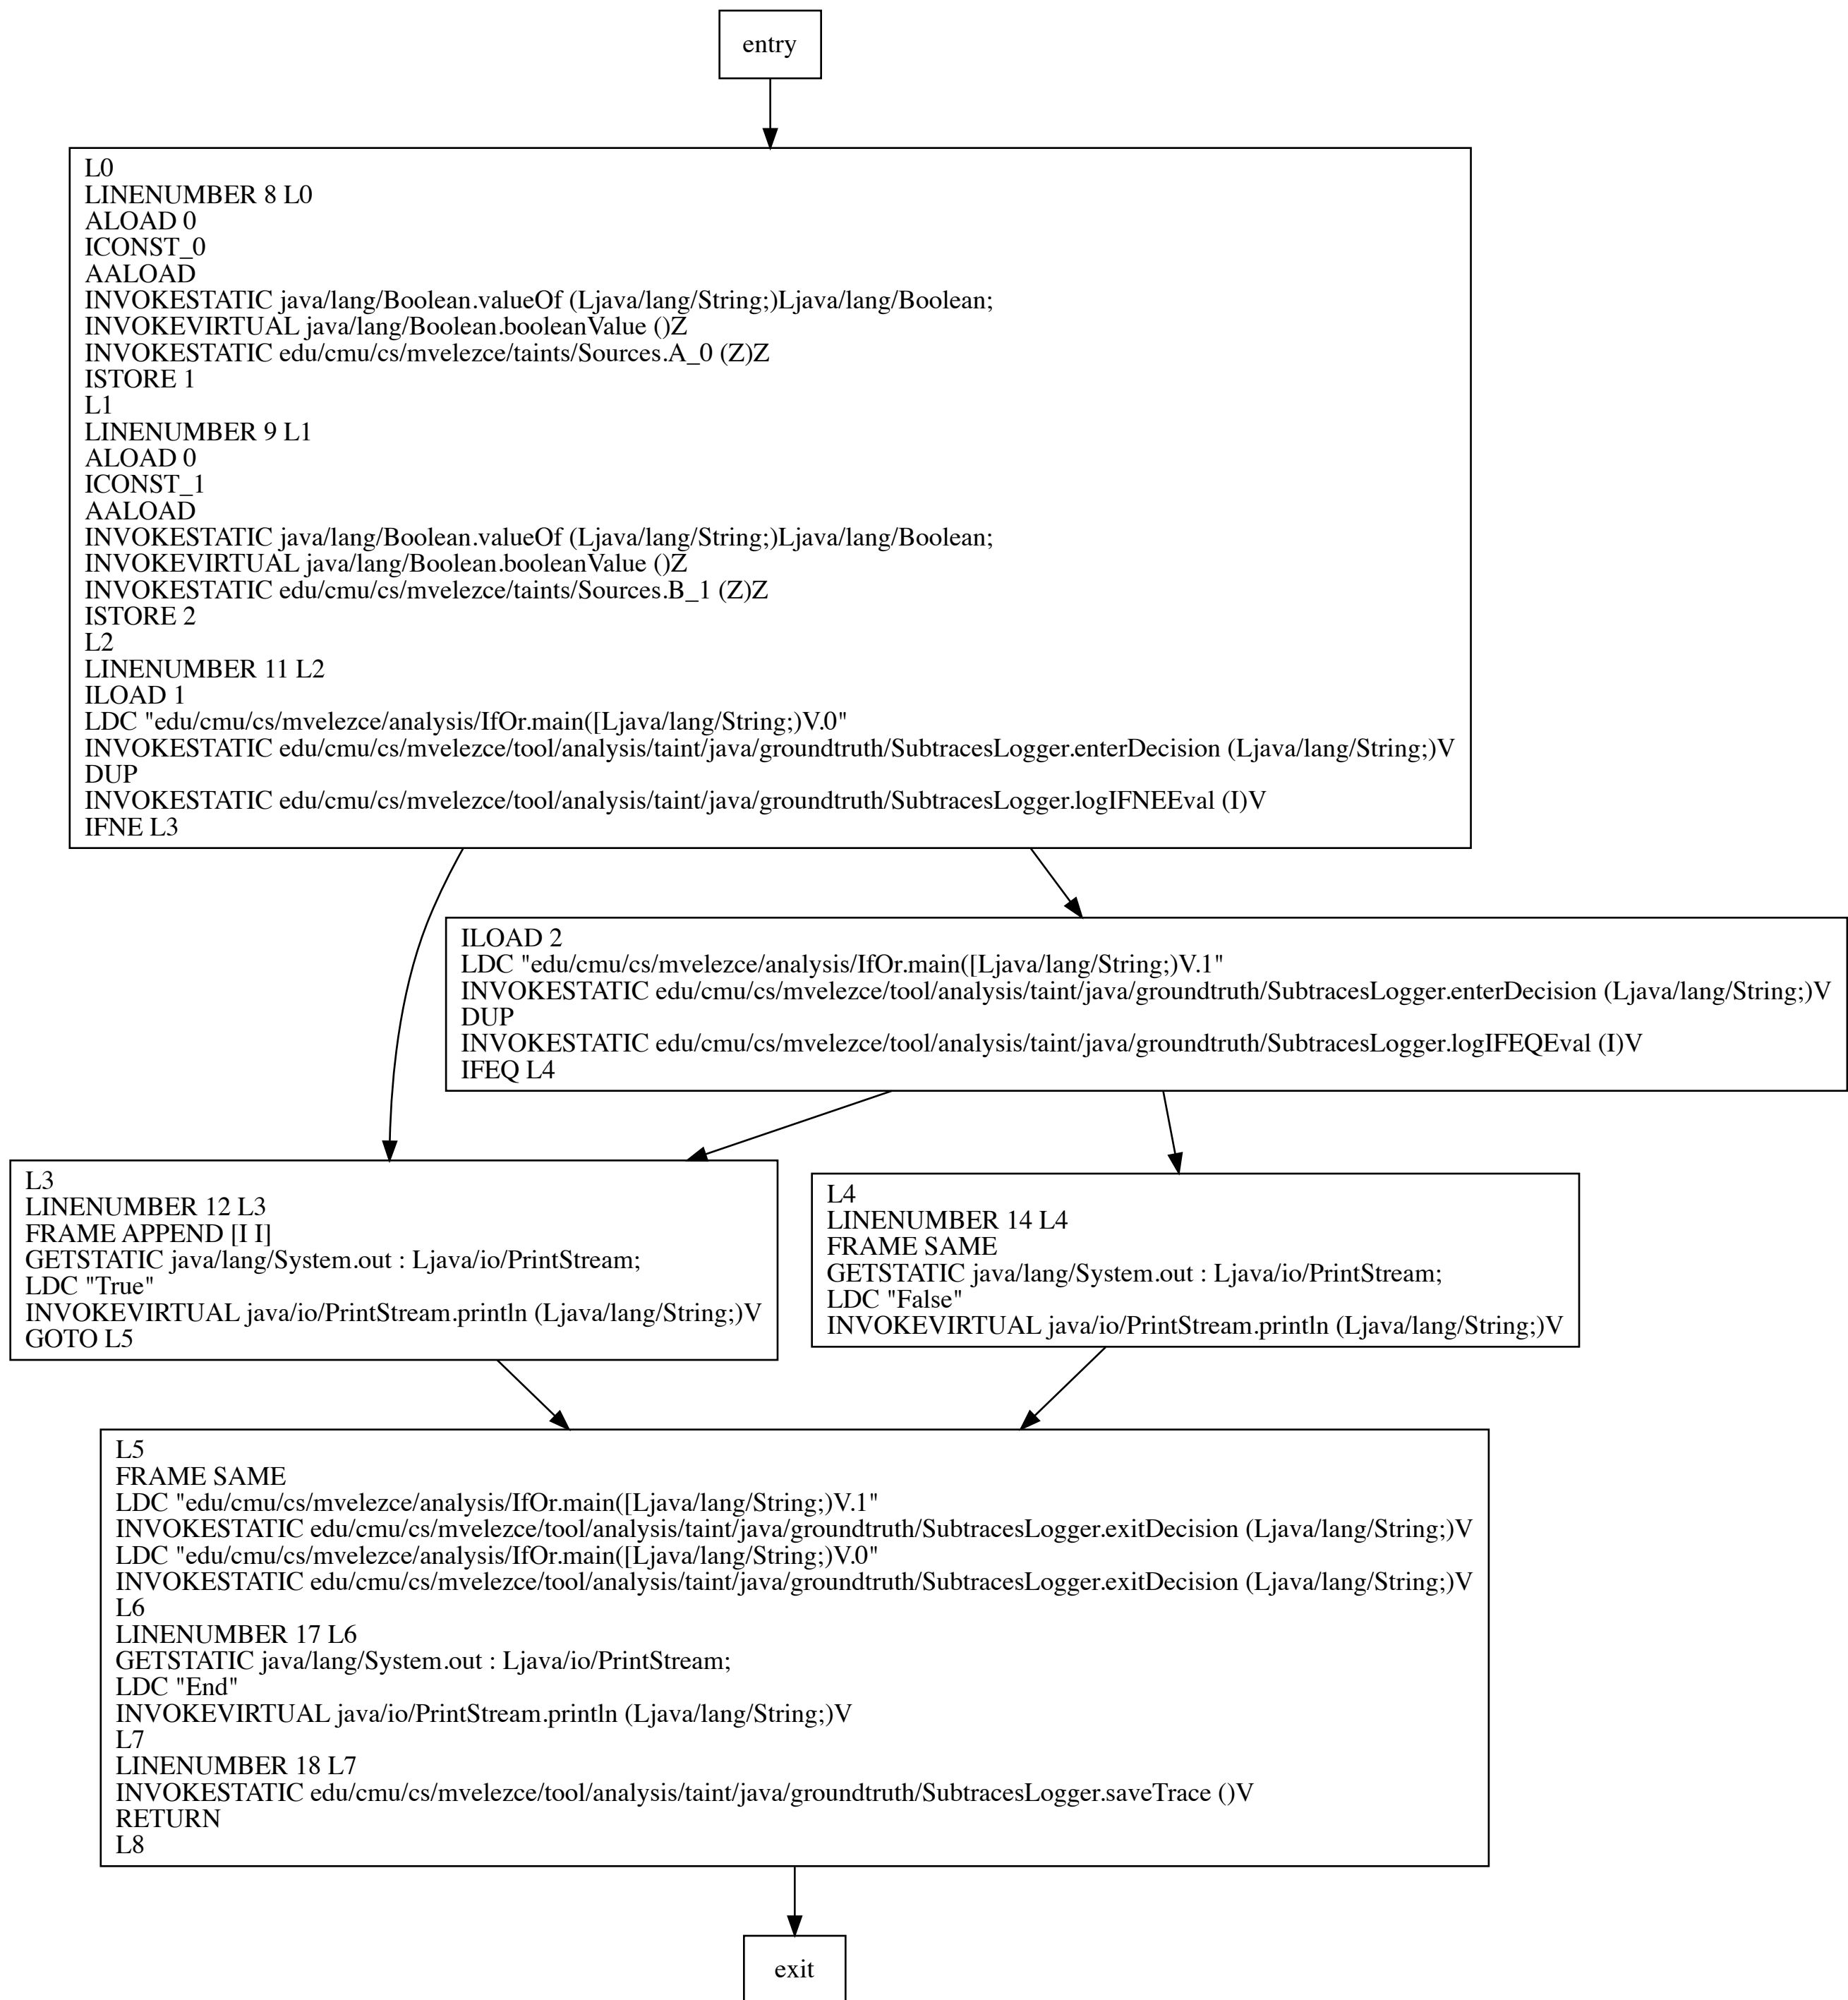 entry
L0
LINENUMBER 8 L0
ALOAD 0
ICONST_0
AALOAD
INVOKESTATIC java/lang/Boolean.valueOf (Ljava/lang/String;)Ljava/lang/Boolean;
INVOKEVIRTUAL java/lang/Boolean.booleanValue ()Z
INVOKESTATIC edu/cmu/cs/mvelezce/taints/Sources.A_0 (Z)Z
ISTORE 1
L1
LINENUMBER 9 L1
ALOAD 0
ICONST_1
AALOAD
INVOKESTATIC java/lang/Boolean.valueOf (Ljava/lang/String;)Ljava/lang/Boolean;
INVOKEVIRTUAL java/lang/Boolean.booleanValue ()Z
INVOKESTATIC edu/cmu/cs/mvelezce/taints/Sources.B_1 (Z)Z
ISTORE 2
L2
LINENUMBER 11 L2
ILOAD 1
LDC "edu/cmu/cs/mvelezce/analysis/IfOr.main([Ljava/lang/String;)V.0"
INVOKESTATIC edu/cmu/cs/mvelezce/tool/analysis/taint/java/groundtruth/SubtracesLogger.enterDecision (Ljava/lang/String;)V
DUP
INVOKESTATIC edu/cmu/cs/mvelezce/tool/analysis/taint/java/groundtruth/SubtracesLogger.logIFNEEval (I)V
IFNE L3
ILOAD 2
LDC "edu/cmu/cs/mvelezce/analysis/IfOr.main([Ljava/lang/String;)V.1"
INVOKESTATIC edu/cmu/cs/mvelezce/tool/analysis/taint/java/groundtruth/SubtracesLogger.enterDecision (Ljava/lang/String;)V
DUP
INVOKESTATIC edu/cmu/cs/mvelezce/tool/analysis/taint/java/groundtruth/SubtracesLogger.logIFEQEval (I)V
IFEQ L4
L3
LINENUMBER 12 L3
FRAME APPEND [I I]
GETSTATIC java/lang/System.out : Ljava/io/PrintStream;
LDC "True"
INVOKEVIRTUAL java/io/PrintStream.println (Ljava/lang/String;)V
GOTO L5
L4
LINENUMBER 14 L4
FRAME SAME
GETSTATIC java/lang/System.out : Ljava/io/PrintStream;
LDC "False"
INVOKEVIRTUAL java/io/PrintStream.println (Ljava/lang/String;)V
L5
FRAME SAME
LDC "edu/cmu/cs/mvelezce/analysis/IfOr.main([Ljava/lang/String;)V.1"
INVOKESTATIC edu/cmu/cs/mvelezce/tool/analysis/taint/java/groundtruth/SubtracesLogger.exitDecision (Ljava/lang/String;)V
LDC "edu/cmu/cs/mvelezce/analysis/IfOr.main([Ljava/lang/String;)V.0"
INVOKESTATIC edu/cmu/cs/mvelezce/tool/analysis/taint/java/groundtruth/SubtracesLogger.exitDecision (Ljava/lang/String;)V
L6
LINENUMBER 17 L6
GETSTATIC java/lang/System.out : Ljava/io/PrintStream;
LDC "End"
INVOKEVIRTUAL java/io/PrintStream.println (Ljava/lang/String;)V
L7
LINENUMBER 18 L7
INVOKESTATIC edu/cmu/cs/mvelezce/tool/analysis/taint/java/groundtruth/SubtracesLogger.saveTrace ()V
RETURN
L8
exit